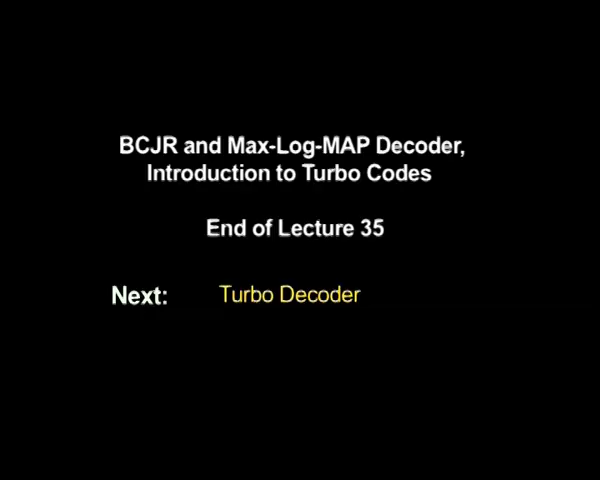 BCJR and Max-Log-MAP Decoder,
Introduction to Turbo Codes
End of Lecture 35
Next: Turbo Decoder